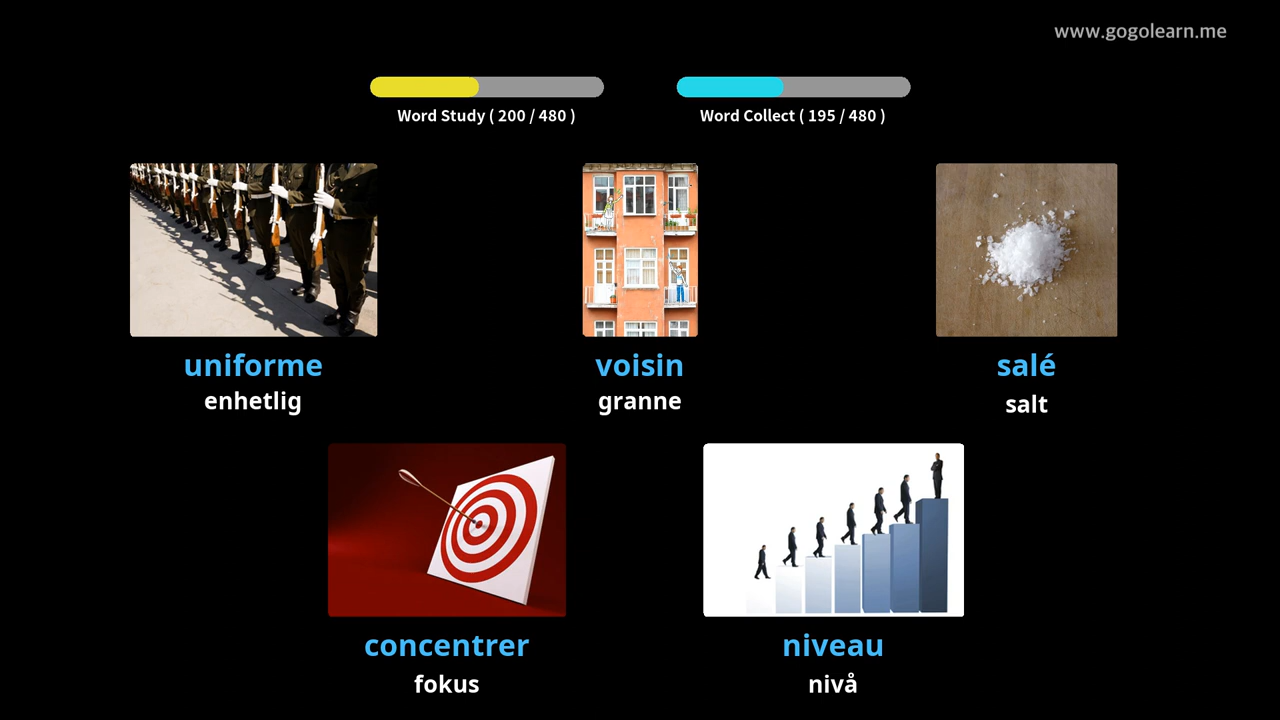 www.gogolearn.me
Word Study ( 200 / 480 )
Word Collect ( 195 / 480 )
uniforme
enhetlig
voisin
granne
salé
salt
concentrer
fokus
niveau
nivå